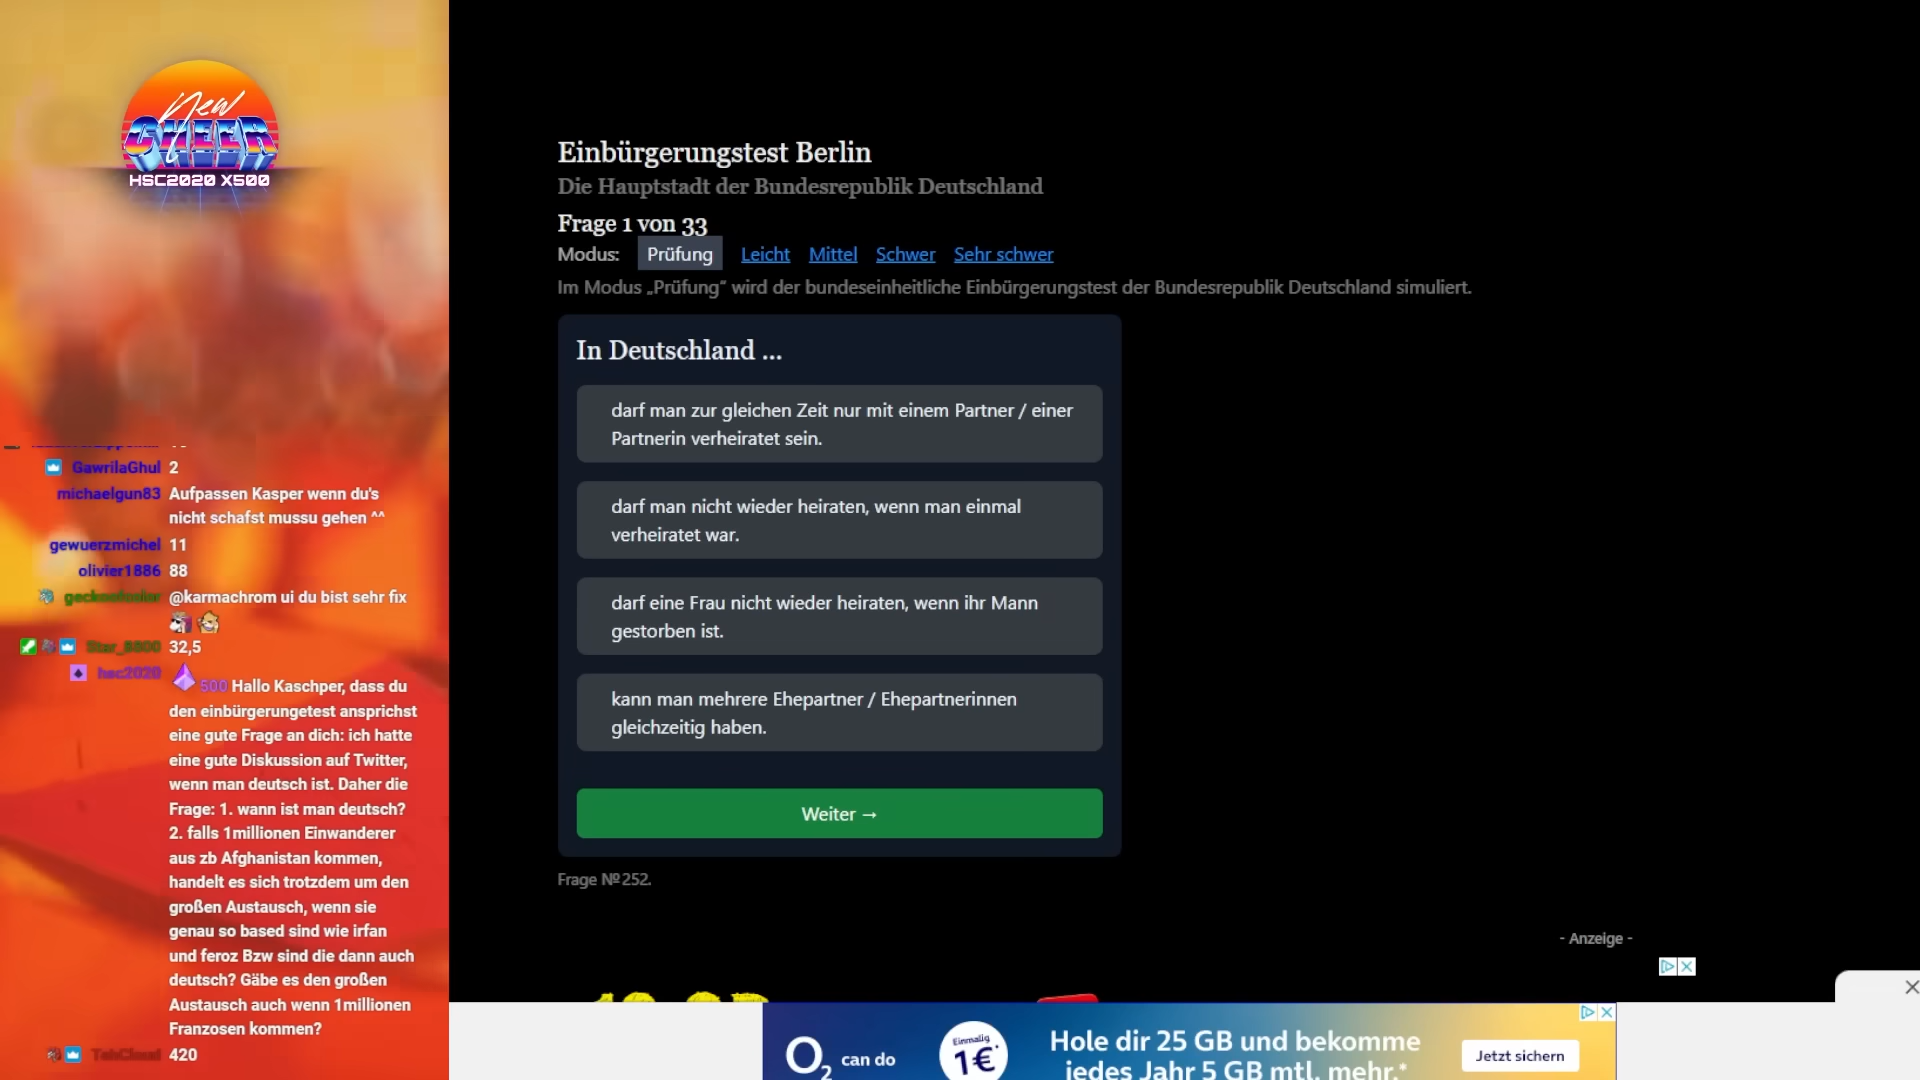 New
CHEER
HSC2020 X500
GawrilaGhul 2
michaelgun83 Aufpassen Kasper wenn du's
nicht schafst mussu gehen ^^
gewuerzmichel 11
olivier1886 88
@karmachrom ui du bist sehr fix
Star_6800 32,5
hsc2020
500 Hallo Kaschper, dass du
den einbürgerungetest ansprichst
eine gute Frage an dich: ich hatte
eine gute Diskussion auf Twitter,
wenn man deutsch ist. Daher die
Frage: 1. wann ist man deutsch?
2. falls 1millionen Einwanderer
aus zb Afghanistan kommen,
handelt es sich trotzdem um den
großen Austausch, wenn sie
genau so based sind wie irfan
und feroz Bzw sind die dann auch
deutsch? Gäbe es den großen
Austausch auch wenn 1millionen
Franzosen kommen?
420
Einbürgerungstest Berlin
Die Hauptstadt der Bundesrepublik Deutschland
Frage 1 von 33
Modus: Prüfung Leicht Mittel Schwer Sehr schwer
Im Modus „Prüfung“ wird der bundeseinheitliche Einbürgerungstest der Bundesrepublik Deutschland simuliert.
In Deutschland ...
darf man zur gleichen Zeit nur mit einem Partner / einer
Partnerin verheiratet sein.
darf man nicht wieder heiraten, wenn man einmal
verheiratet war.
darf eine Frau nicht wieder heiraten, wenn ihr Mann
gestorben ist.
kann man mehrere Ehepartner / Ehepartnerinnen
gleichzeitig haben.
Weiter →
Frage №252.
- Anzeige -
O2 can do
Einmalig
1€*
Hole dir 25 GB und bekomme
jedes Jahr 5 GB mtl. mehr.*
Jetzt sichern